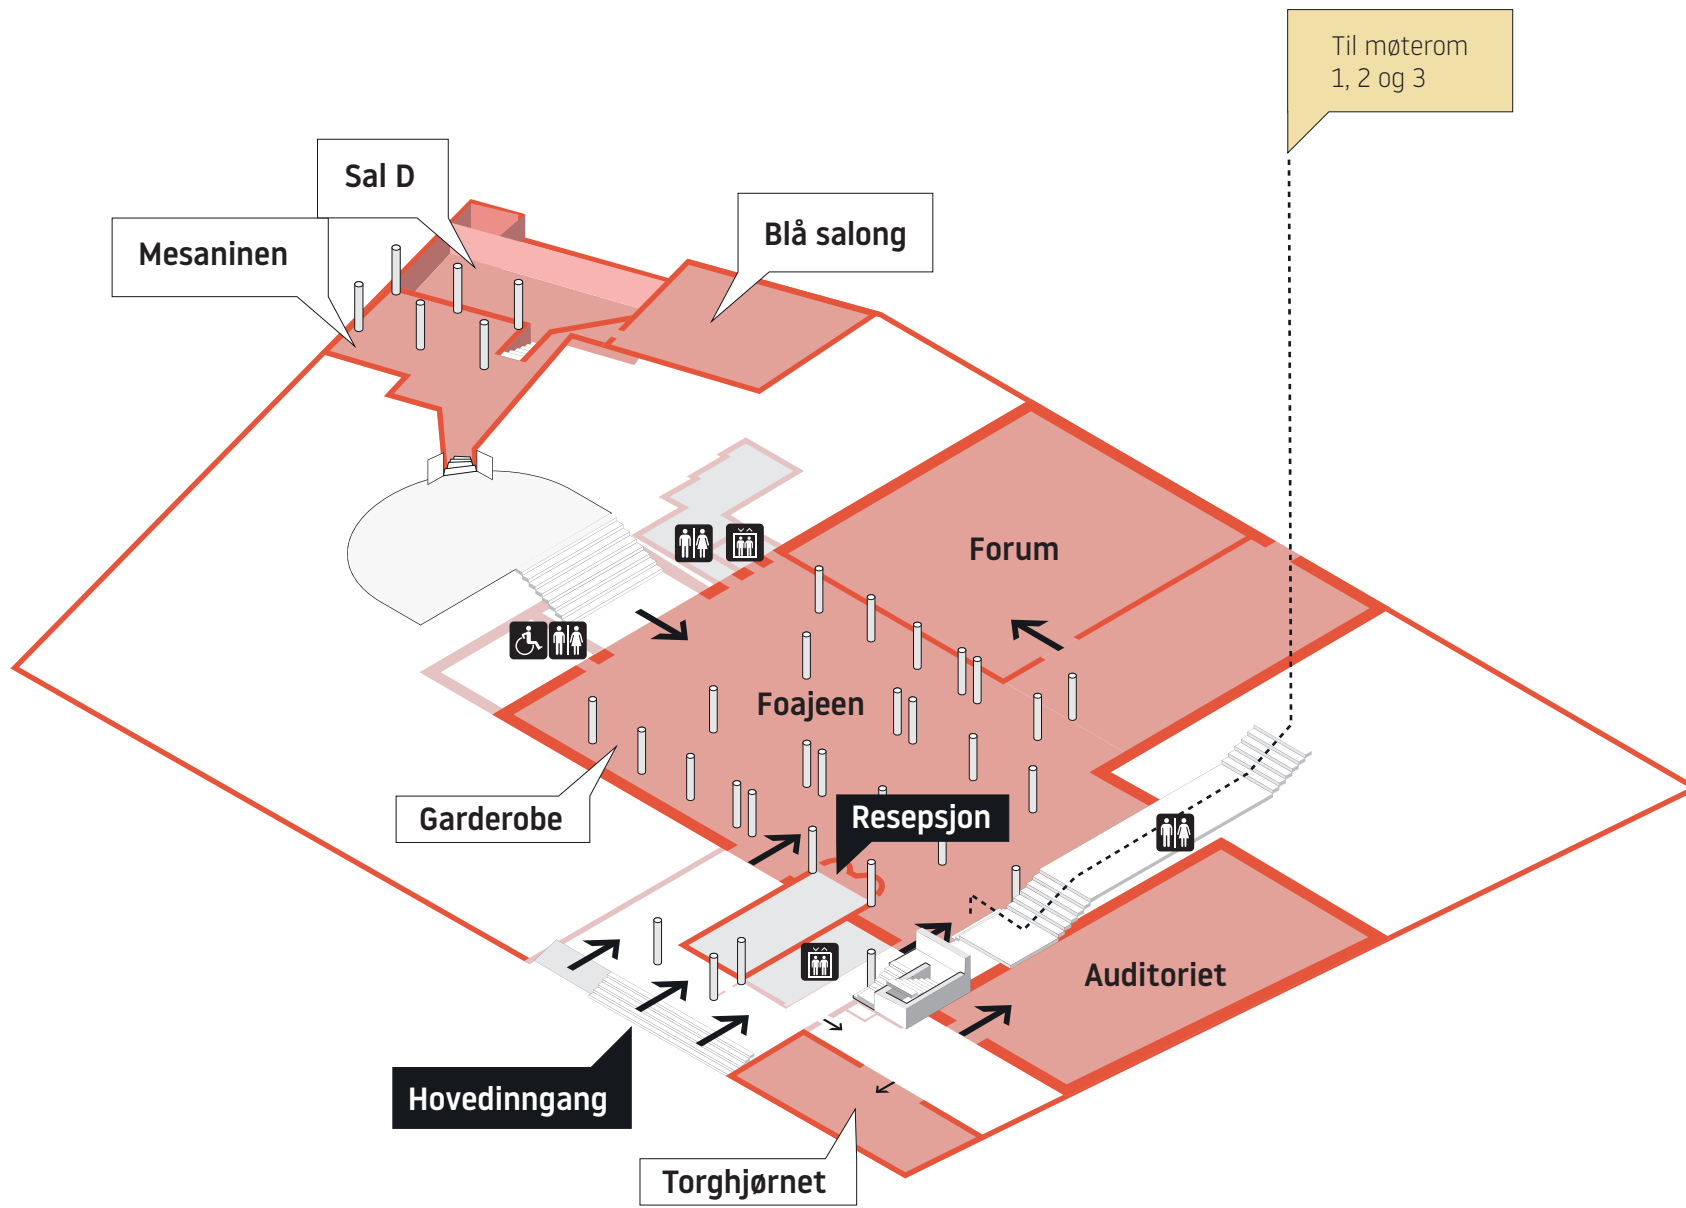 Til møterom
1, 2 og 3
Sal D
Mesaninen
Blå salong
Forum
Foajeen
Garderobe
Resepsjon
Auditoriet
Hovedinngang
Torghjørnet